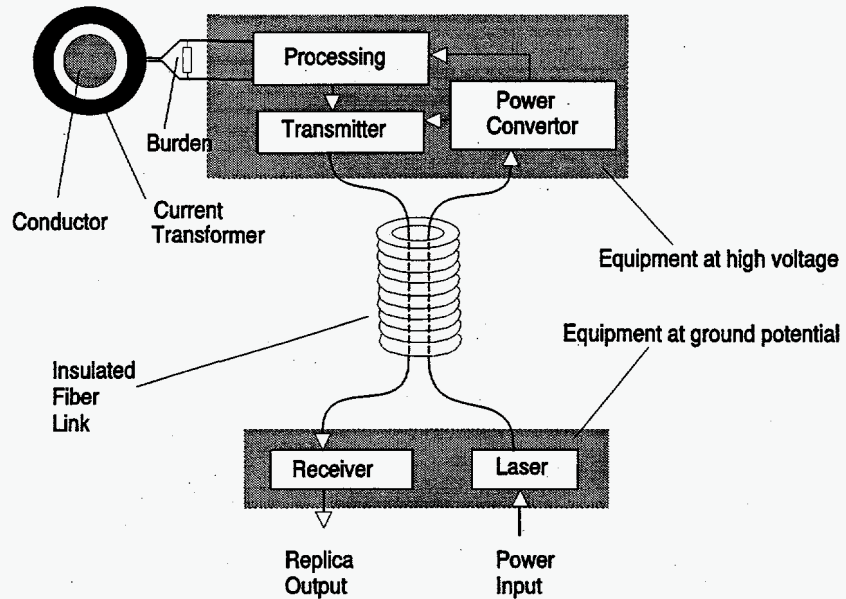 Processing
Power
Convertor
Transmitter
Burden
Conductor
Current
Transformer
Equipment at high voltage
Equipment at ground potential
Insulated
Fiber
Link
Receiver
Laser
Replica
Output
Power
Input